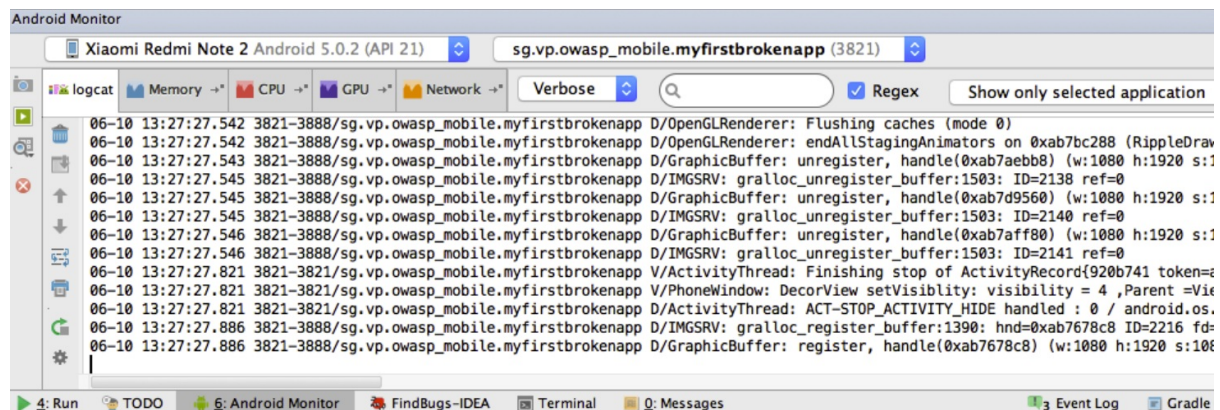 Android Monitor
Xiaomi Redmi Note 2 Android 5.0.2 (API 21) sg.vp.owasp_mobile.myfirstbrokenapp (3821)
logcat Memory →" CPU →" GPU →" Network →" Verbose Regex Show only selected application
06-10 13:27:27.542 3821-3888/sg.vp.owasp_mobile.myfirstbrokenapp D/OpenGLRenderer: Flushing caches (mode 0)
06-10 13:27:27.542 3821-3888/sg.vp.owasp_mobile.myfirstbrokenapp D/OpenGLRenderer: endAllStagingAnimators on 0xab7bc288 (RippleDraw
06-10 13:27:27.543 3821-3888/sg.vp.owasp_mobile.myfirstbrokenapp D/GraphicBuffer: unregister, handle(0xab7aebb8) (w:1080 h:1920 s:1
06-10 13:27:27.545 3821-3888/sg.vp.owasp_mobile.myfirstbrokenapp D/IMGSRV: gralloc_unregister_buffer:1503: ID=2138 ref=0
06-10 13:27:27.545 3821-3888/sg.vp.owasp_mobile.myfirstbrokenapp D/GraphicBuffer: unregister, handle(0xab7d9560) (w:1080 h:1920 s:1
06-10 13:27:27.545 3821-3888/sg.vp.owasp_mobile.myfirstbrokenapp D/IMGSRV: gralloc_unregister_buffer:1503: ID=2140 ref=0
06-10 13:27:27.546 3821-3888/sg.vp.owasp_mobile.myfirstbrokenapp D/GraphicBuffer: unregister, handle(0xab7aff80) (w:1080 h:1920 s:1
06-10 13:27:27.546 3821-3888/sg.vp.owasp_mobile.myfirstbrokenapp D/IMGSRV: gralloc_unregister_buffer:1503: ID=2141 ref=0
06-10 13:27:27.821 3821-3821/sg.vp.owasp_mobile.myfirstbrokenapp V/ActivityThread: Finishing stop of ActivityRecord{920b741 token=a
06-10 13:27:27.821 3821-3821/sg.vp.owasp_mobile.myfirstbrokenapp V/PhoneWindow: DecorView setVisiblity: visibility = 4 ,Parent =Vie
06-10 13:27:27.821 3821-3821/sg.vp.owasp_mobile.myfirstbrokenapp D/ActivityThread: ACT-STOP_ACTIVITY_HIDE handled : 0 / android.os.
06-10 13:27:27.886 3821-3888/sg.vp.owasp_mobile.myfirstbrokenapp D/IMGSRV: gralloc_register_buffer:1390: hnd=0xab7678c8 ID=2216 fd=
06-10 13:27:27.886 3821-3888/sg.vp.owasp_mobile.myfirstbrokenapp D/GraphicBuffer: register, handle(0xab7678c8) (w:1080 h:1920 s:108
4: Run TODO 6: Android Monitor FindBugs-IDEA Terminal 0: Messages 3 Event Log Gradle